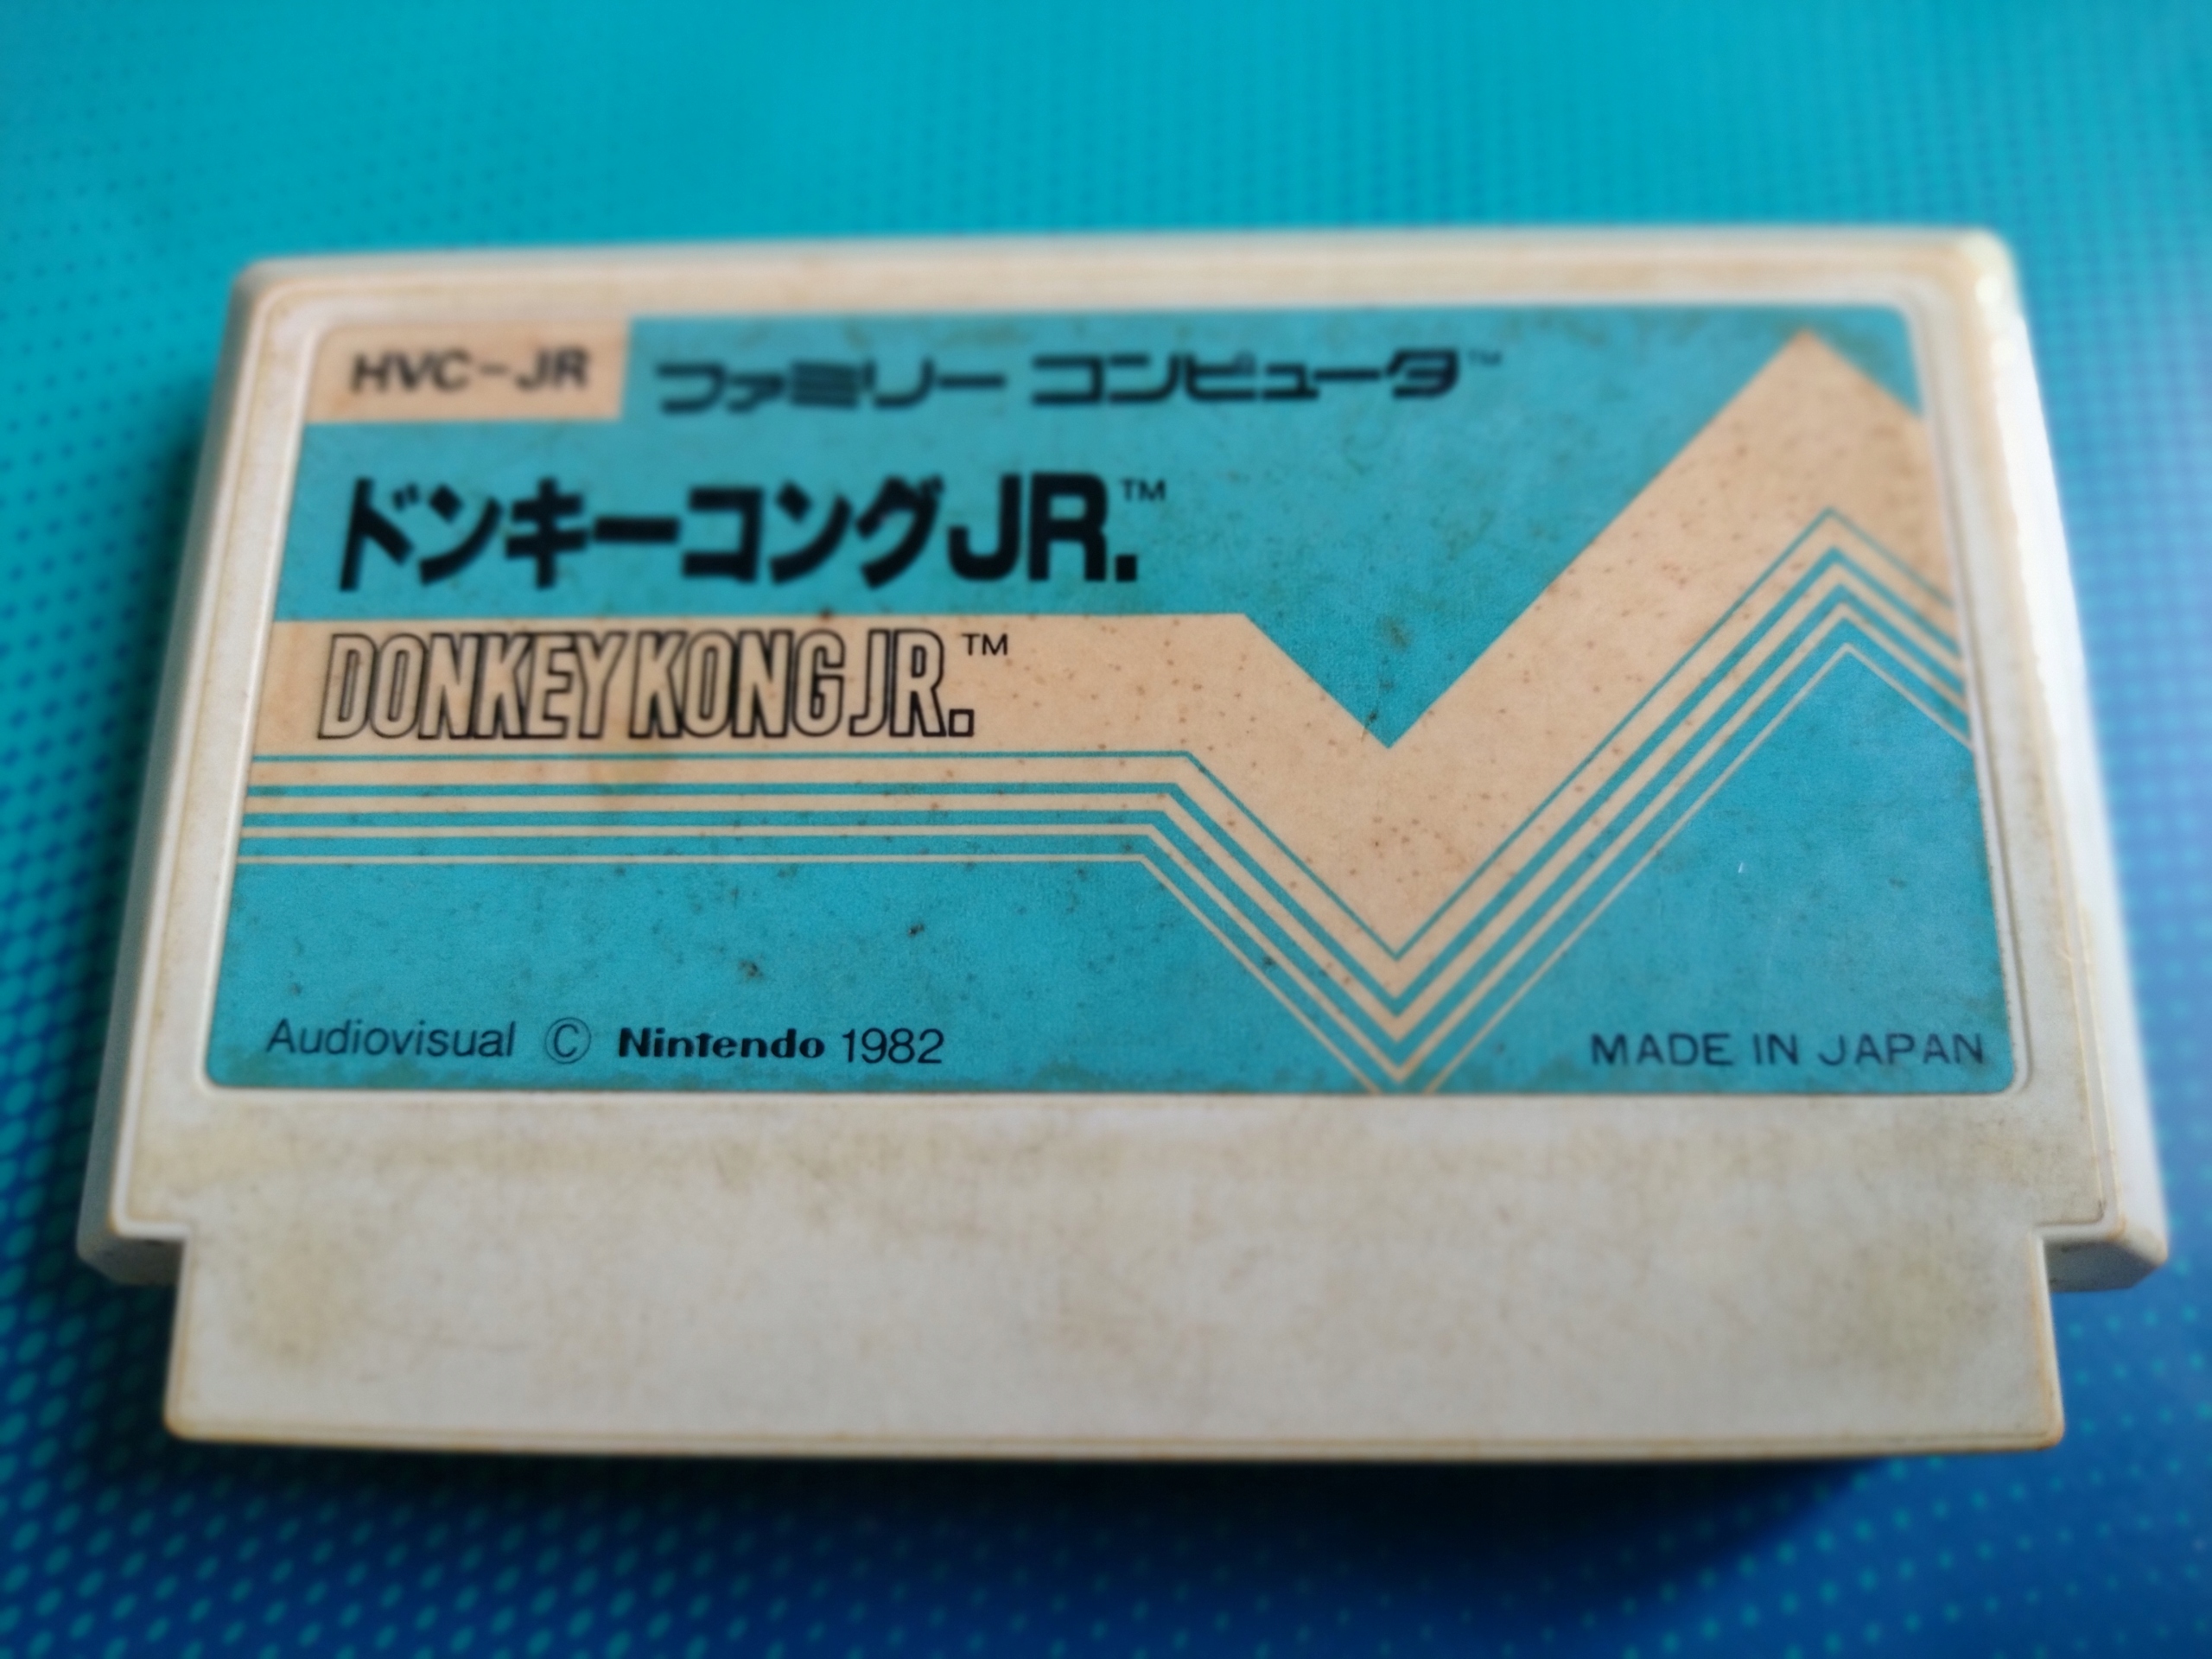 HVC-JR
ファミリー コンピュータ™
ドンキーコングJR.™
DONKEY KONG JR.™
Audiovisual © Nintendo 1982
MADE IN JAPAN